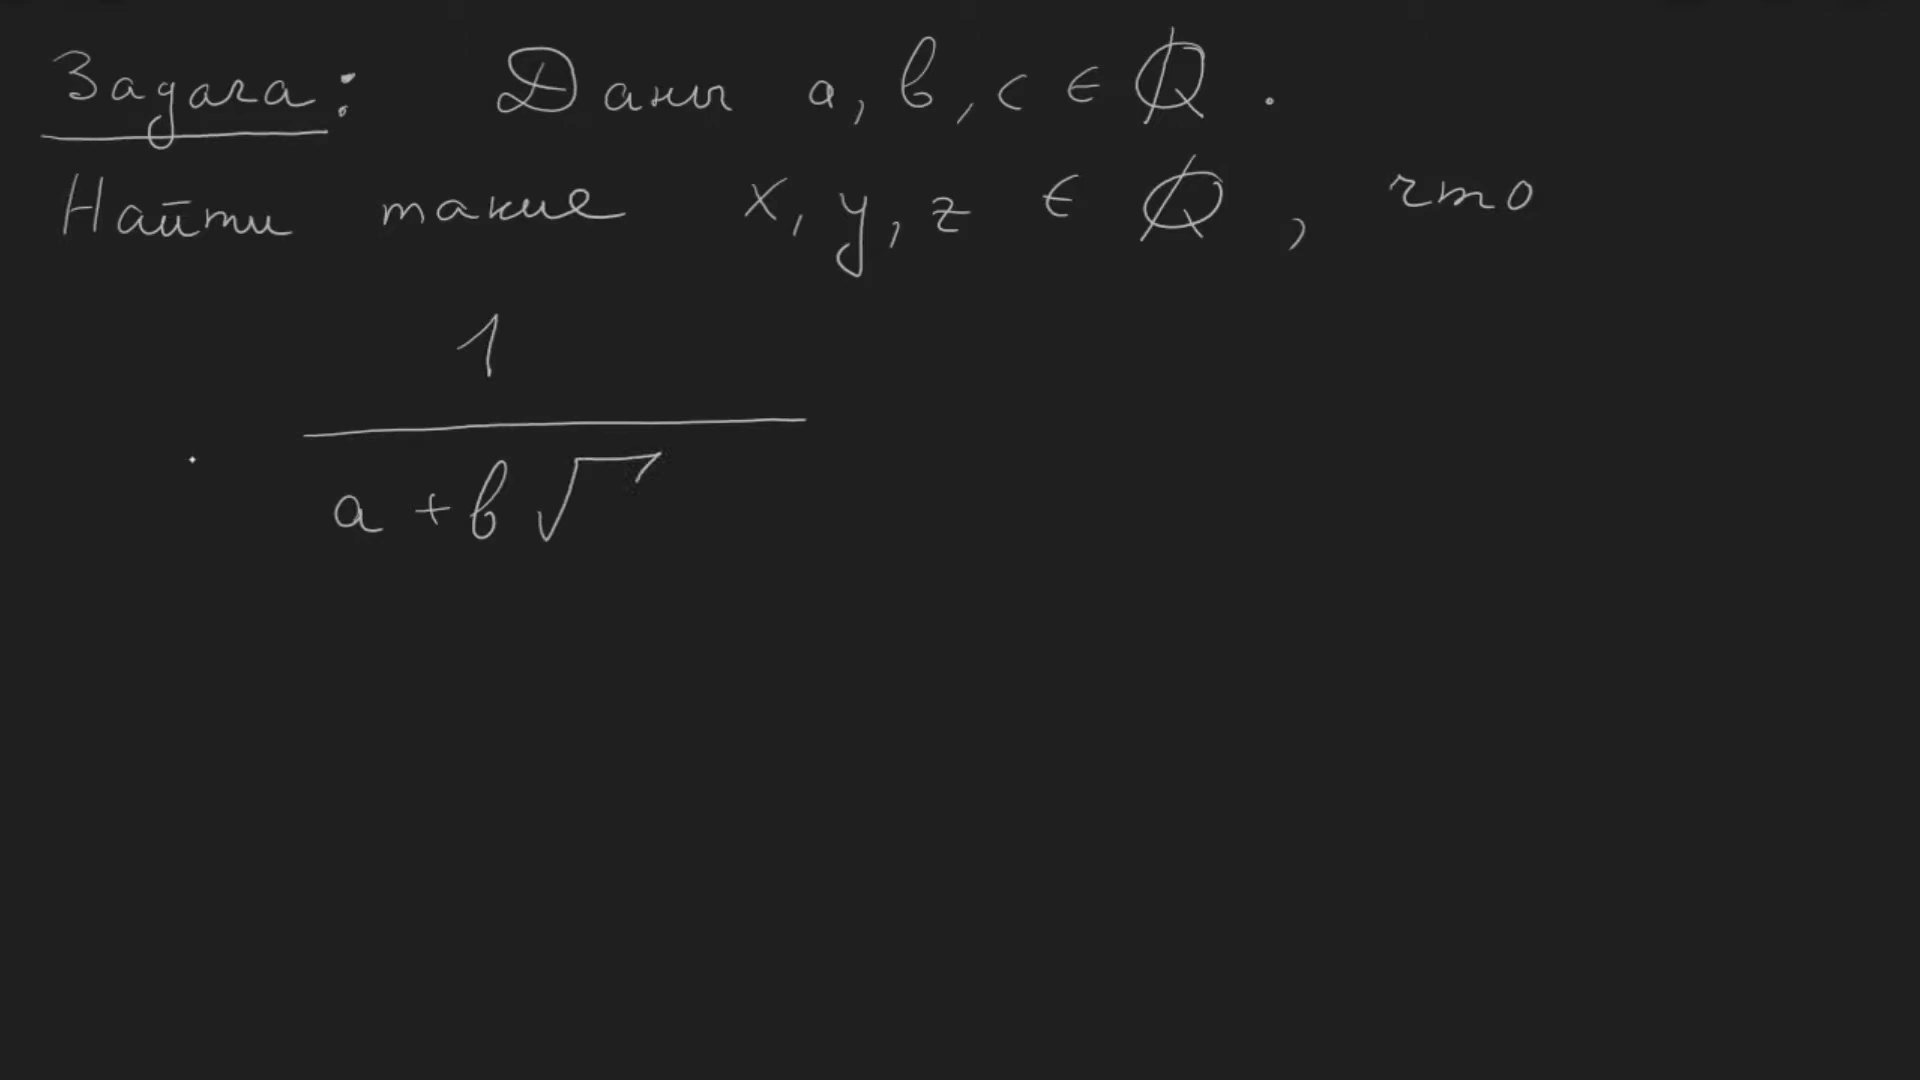 Задача: Даны a, b, c ∈ ℚ.
Найти такие x, y, z ∈ ℚ, что
1
a + b √